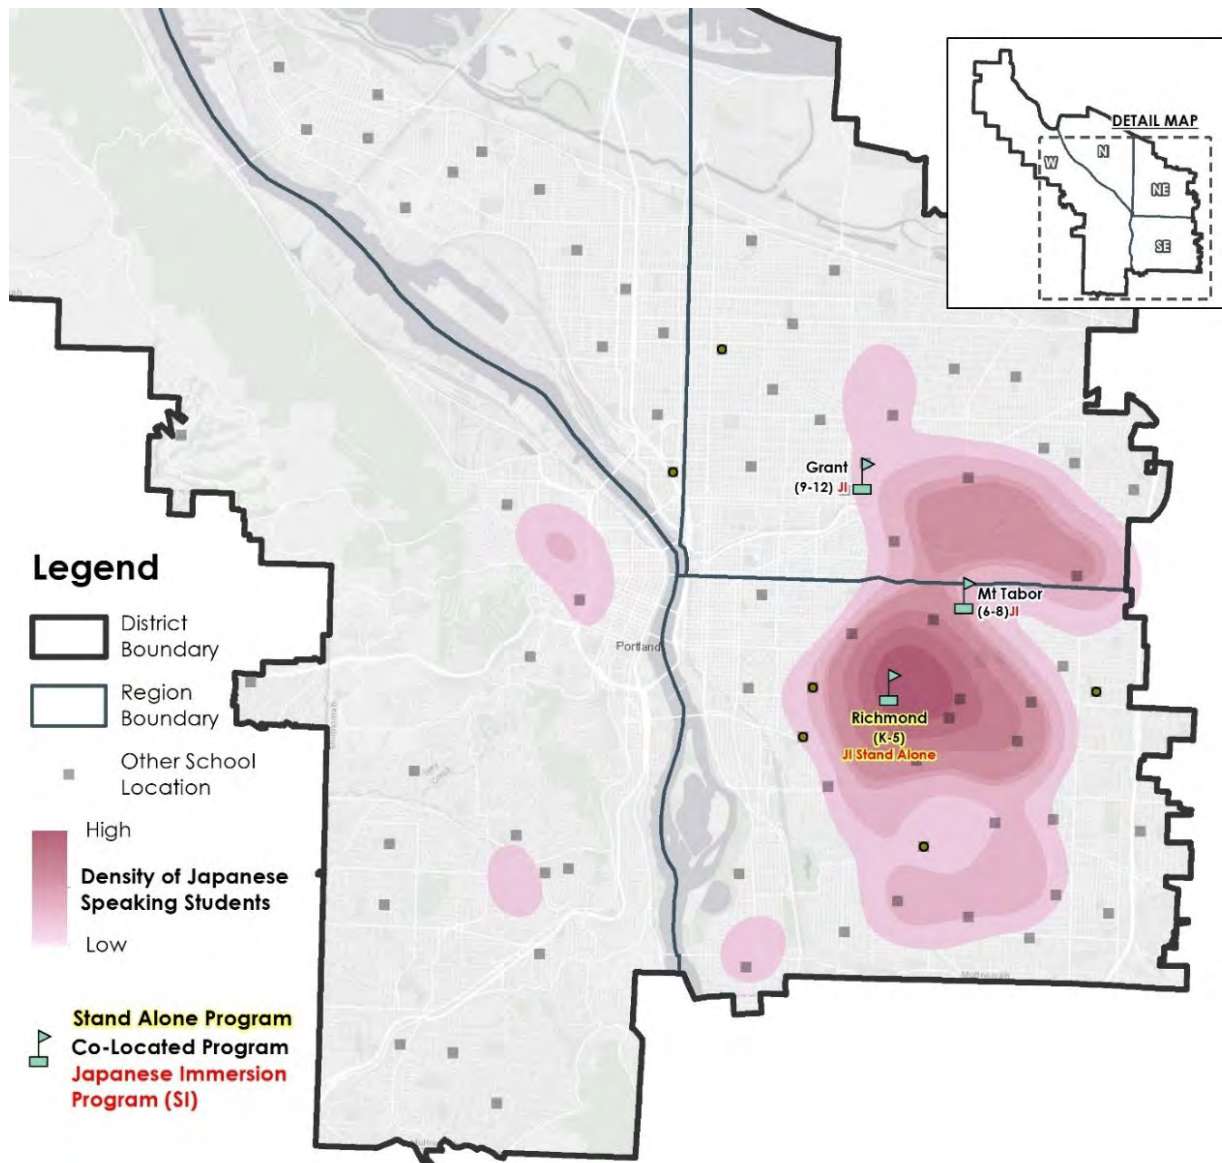 DETAIL MAP
W
N
NE
SE
Grant
(9-12) JI
Mt Tabor
(6-8)JI
Portland
Richmond
(K-5)
JI Stand Alone
Legend
District
Boundary
Region
Boundary
Other School
Location
High
Density of Japanese
Speaking Students
Low
Stand Alone Program
Co-Located Program
Japanese Immersion
Program (SI)